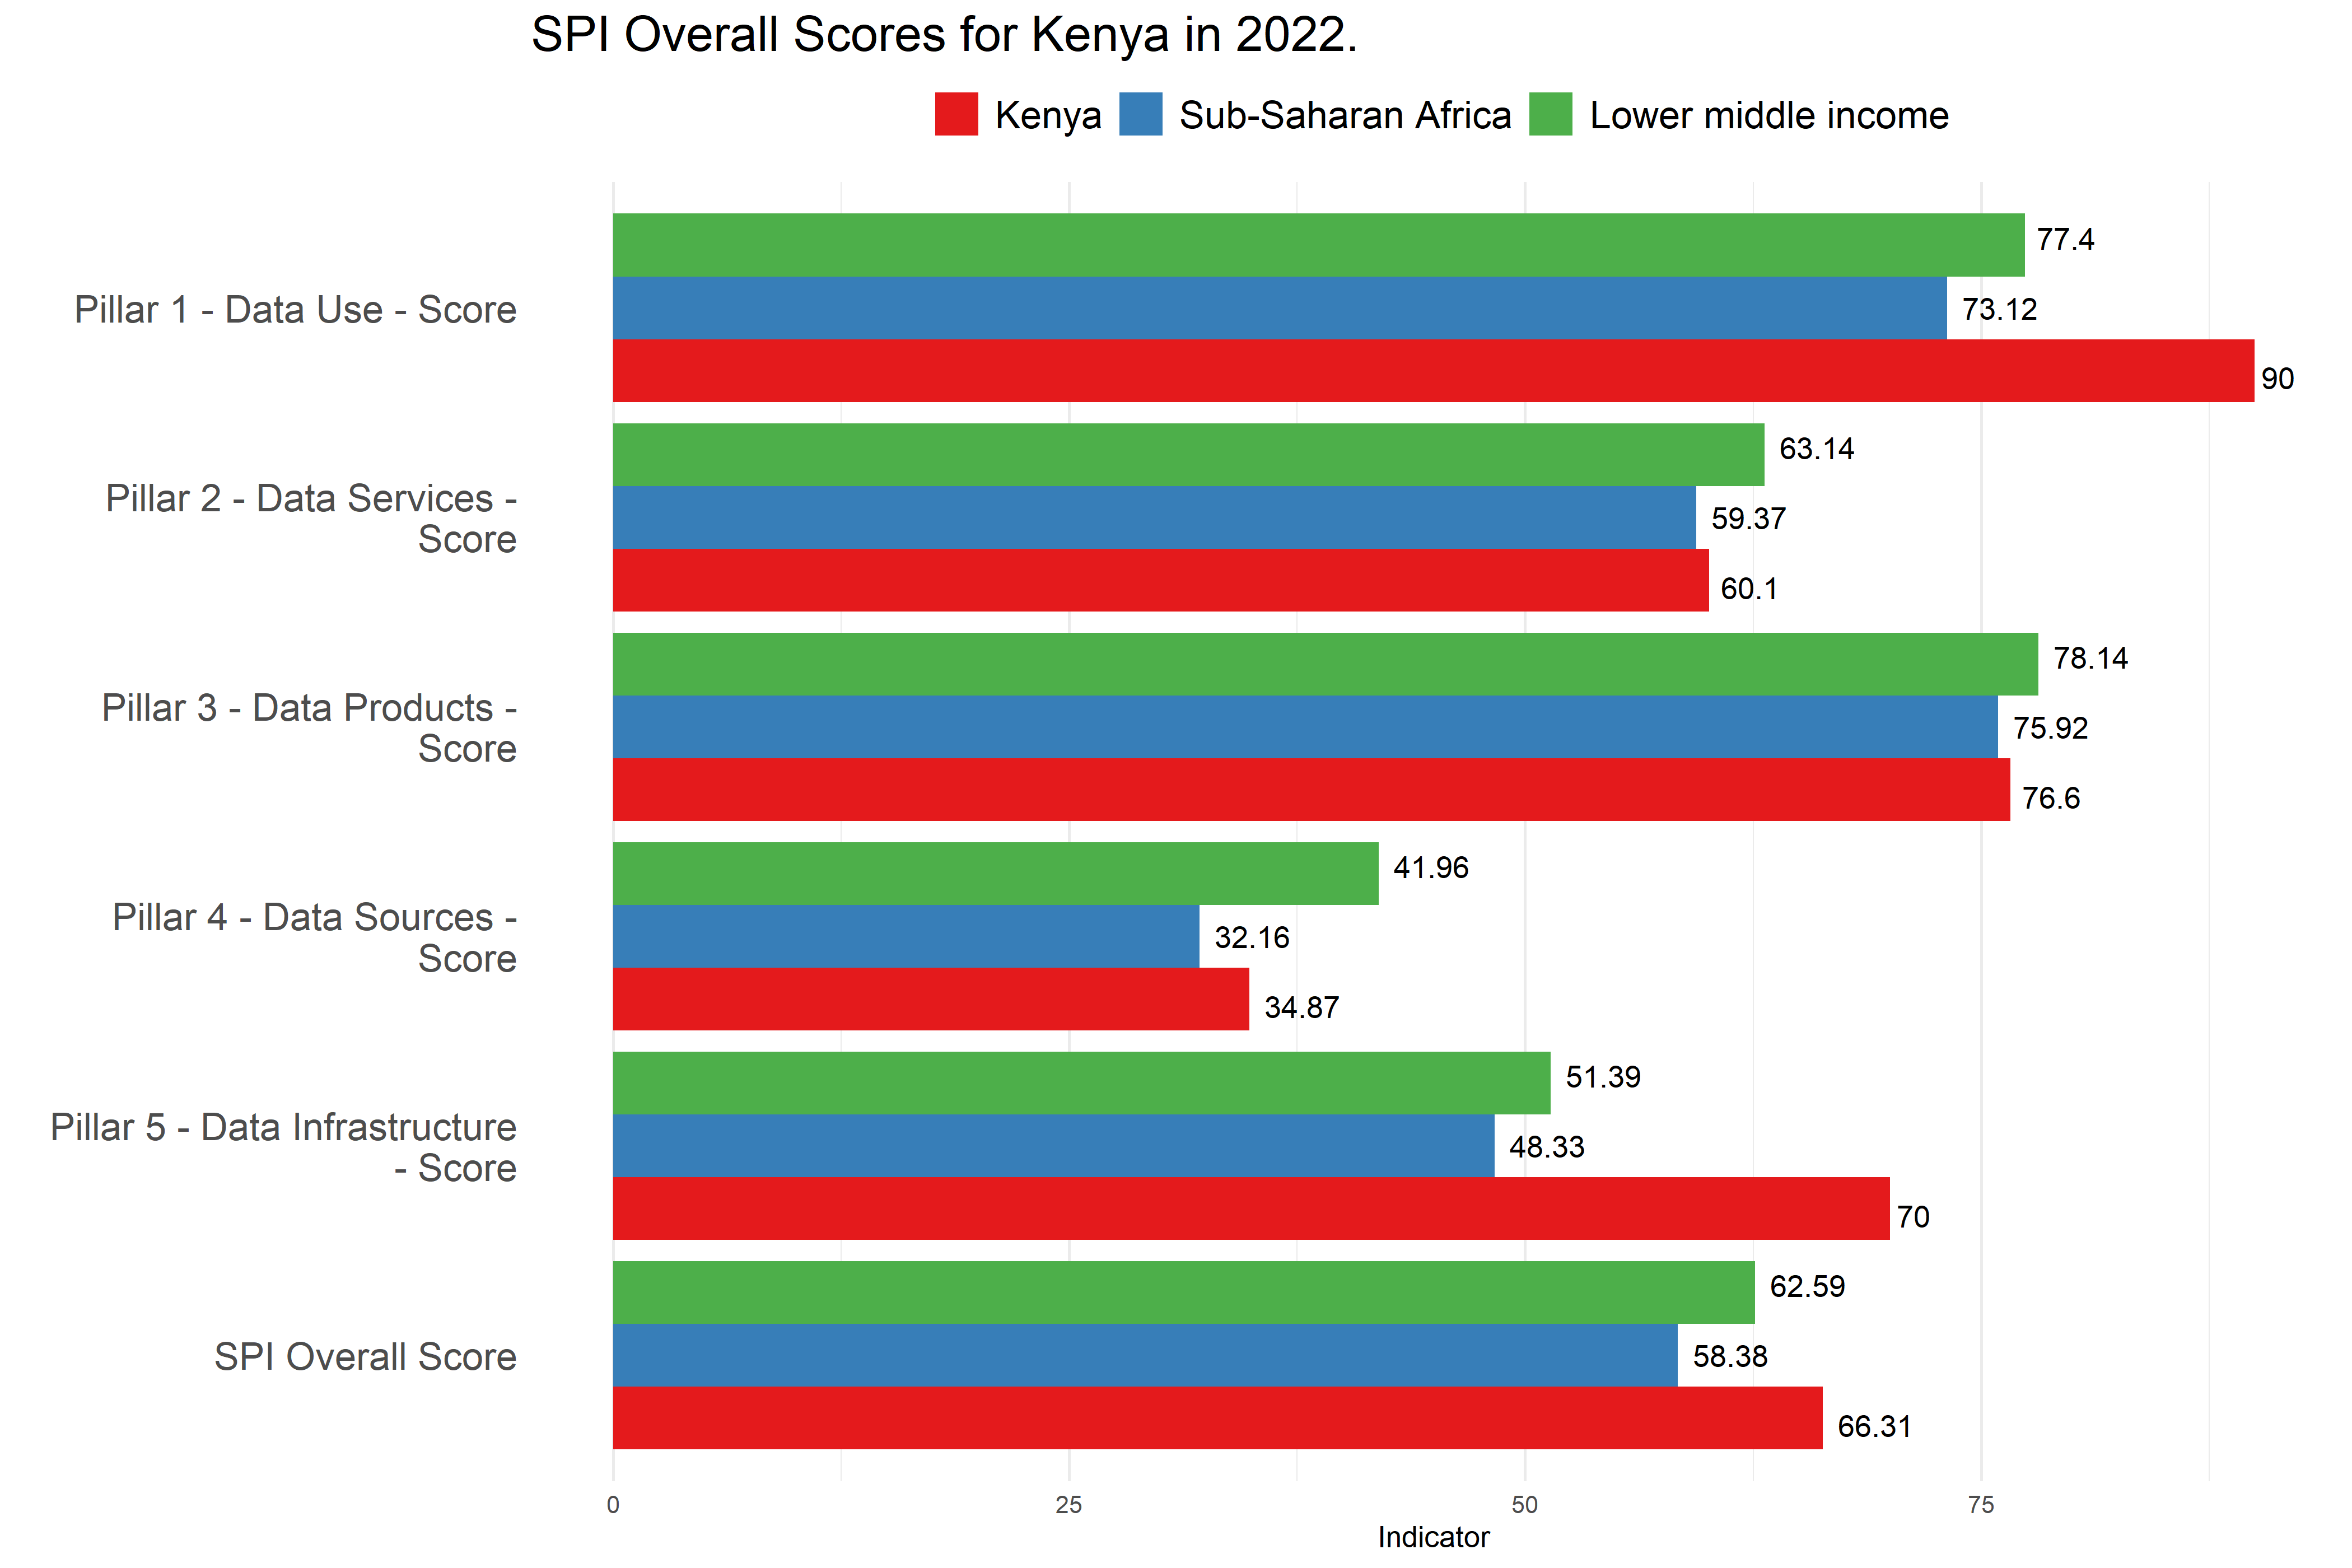 SPI Overall Scores for Kenya in 2022.
Kenya Sub-Saharan Africa Lower middle income
Pillar 1 - Data Use - Score
77.4
73.12
90
Pillar 2 - Data Services -
Score
63.14
59.37
60.1
Pillar 3 - Data Products -
Score
78.14
75.92
76.6
Pillar 4 - Data Sources -
Score
41.96
32.16
34.87
Pillar 5 - Data Infrastructure
- Score
51.39
48.33
70
SPI Overall Score
62.59
58.38
66.31
0 25 50 75
Indicator